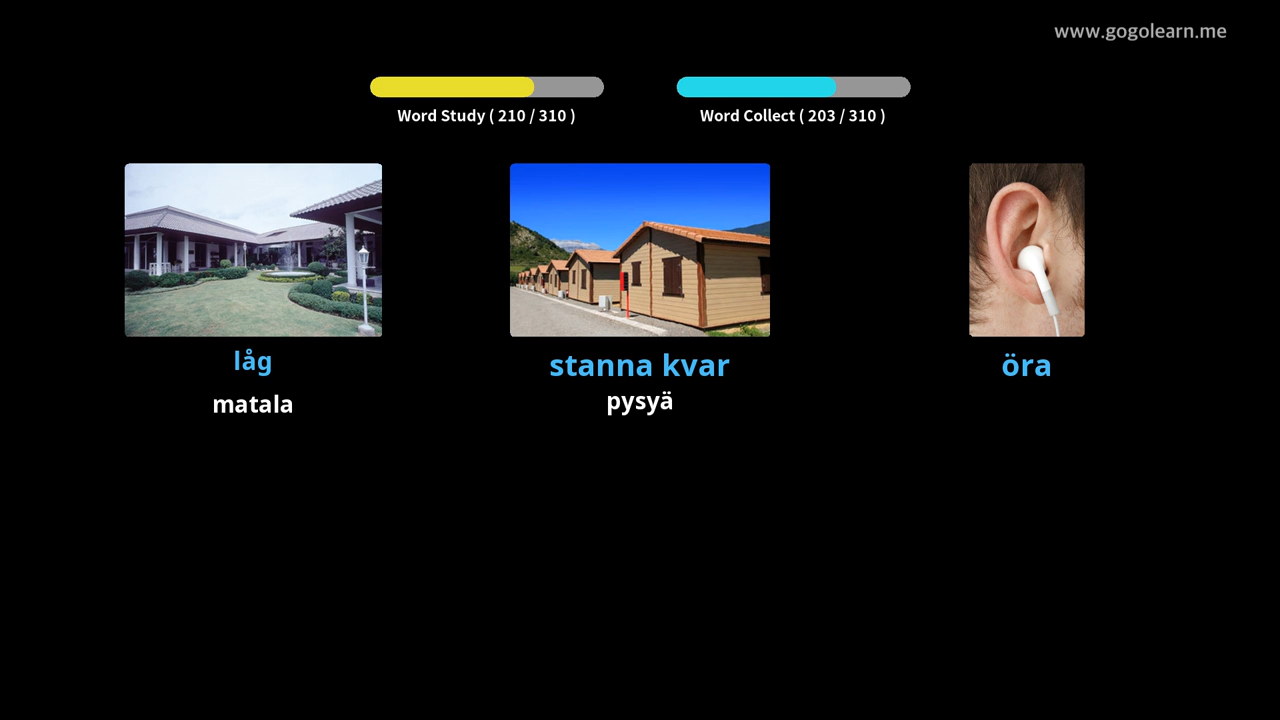 www.gogolearn.me
Word Study ( 210 / 310 )
Word Collect ( 203 / 310 )
låg
stanna kvar
öra
matala
pysyä